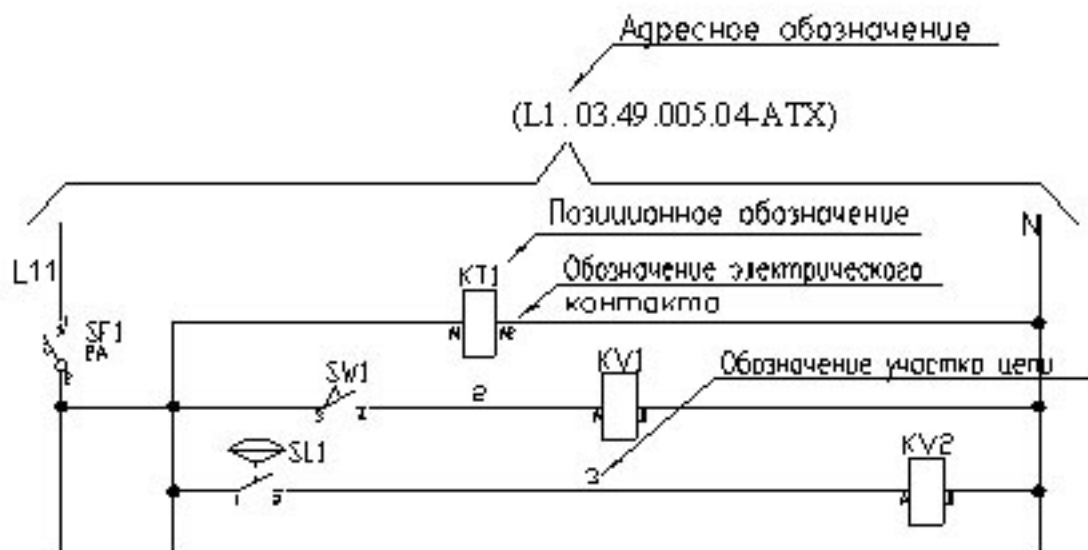 Адресное обозначение
(L1.03.49.005.04-ATX)
Позиционное обозначение
N
L11
KT1
Обозначение электрического
контакта
SF1
SW1
KV1
Обозначение участка цепи
2
SL1
3
KV2